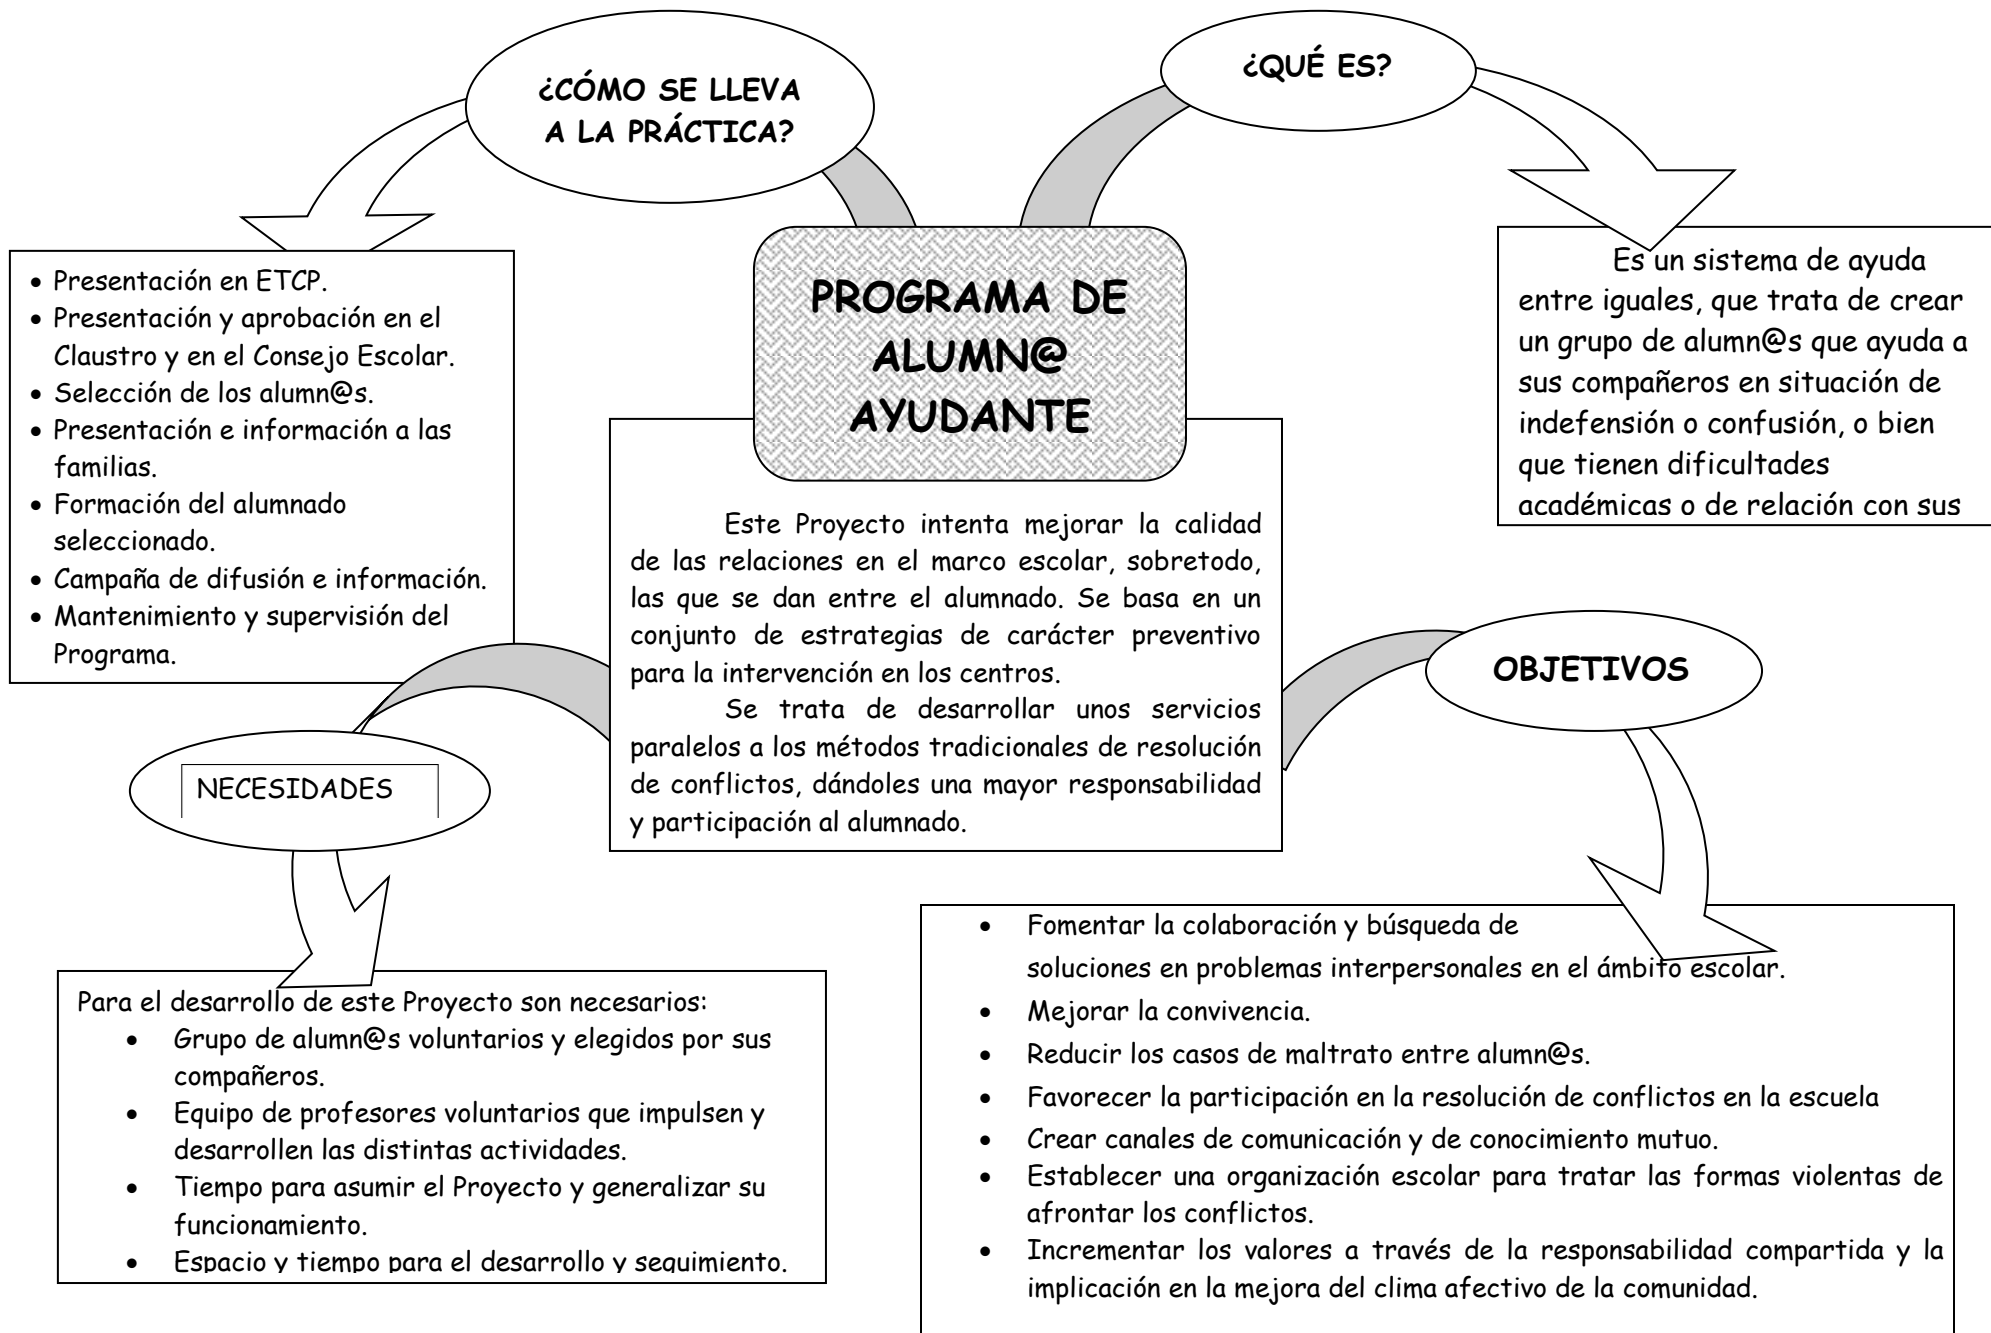 ¿CÓMO SE LLEVA
A LA PRÁCTICA?
¿QUÉ ES?
• Presentación en ETCP.
• Presentación y aprobación en el
Claustro y en el Consejo Escolar.
• Selección de los alumn@s.
• Presentación e información a las
familias.
• Formación del alumnado
seleccionado.
• Campaña de difusión e información.
• Mantenimiento y supervisión del
Programa.
PROGRAMA DE
ALUMN@
AYUDANTE
Es un sistema de ayuda
entre iguales, que trata de crear
un grupo de alumn@s que ayuda a
sus compañeros en situación de
indefensión o confusión, o bien
que tienen dificultades
académicas o de relación con sus
Este Proyecto intenta mejorar la calidad
de las relaciones en el marco escolar, sobretodo,
las que se dan entre el alumnado. Se basa en un
conjunto de estrategias de carácter preventivo
para la intervención en los centros.
Se trata de desarrollar unos servicios
paralelos a los métodos tradicionales de resolución
de conflictos, dándoles una mayor responsabilidad
y participación al alumnado.
OBJETIVOS
NECESIDADES
Para el desarrollo de este Proyecto son necesarios:
• Grupo de alumn@s voluntarios y elegidos por sus
compañeros.
• Equipo de profesores voluntarios que impulsen y
desarrollen las distintas actividades.
• Tiempo para asumir el Proyecto y generalizar su
funcionamiento.
• Espacio y tiempo para el desarrollo y seguimiento.
• Fomentar la colaboración y búsqueda de
soluciones en problemas interpersonales en el ámbito escolar.
• Mejorar la convivencia.
• Reducir los casos de maltrato entre alumn@s.
• Favorecer la participación en la resolución de conflictos en la escuela
• Crear canales de comunicación y de conocimiento mutuo.
• Establecer una organización escolar para tratar las formas violentas de
afrontar los conflictos.
• Incrementar los valores a través de la responsabilidad compartida y la
implicación en la mejora del clima afectivo de la comunidad.